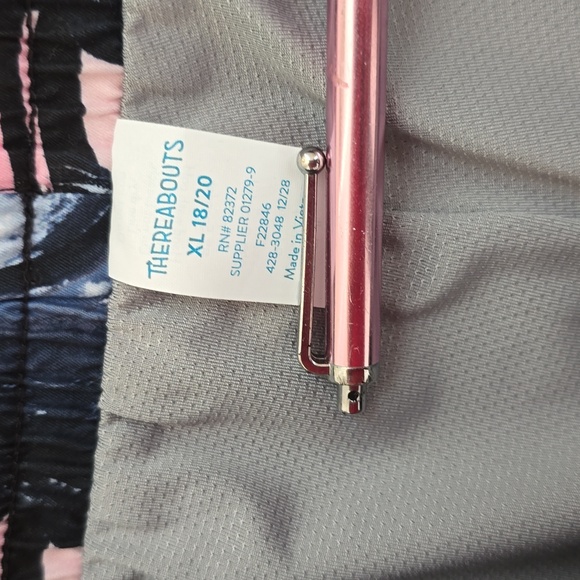 THEREABOUTS
XL 18/20
RN# 82372
SUPPLIER 01279-9
F22846
428-3048 12/28
Made in